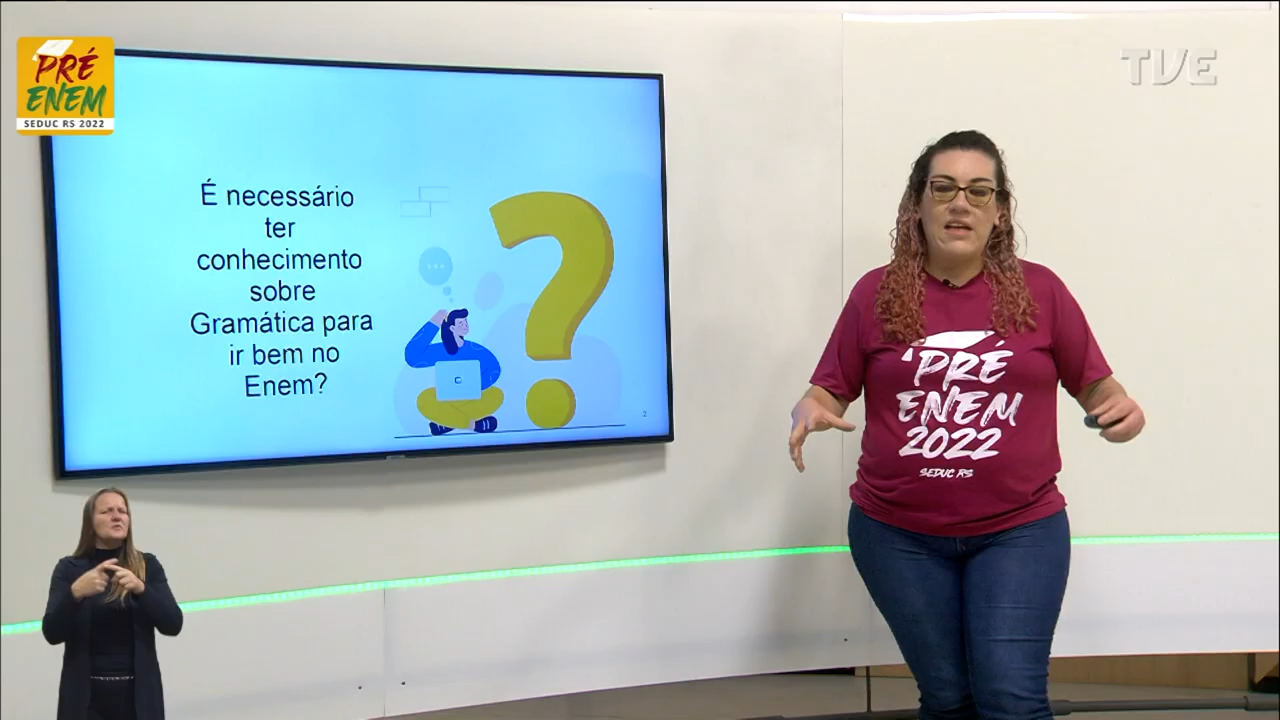 PRÉ
ENEM
SEDUC RS 2022
TVE
É necessário
ter
conhecimento
sobre
Gramática para
ir bem no
Enem?
2
PRÉ
ENEM
2022
SEDUC RS